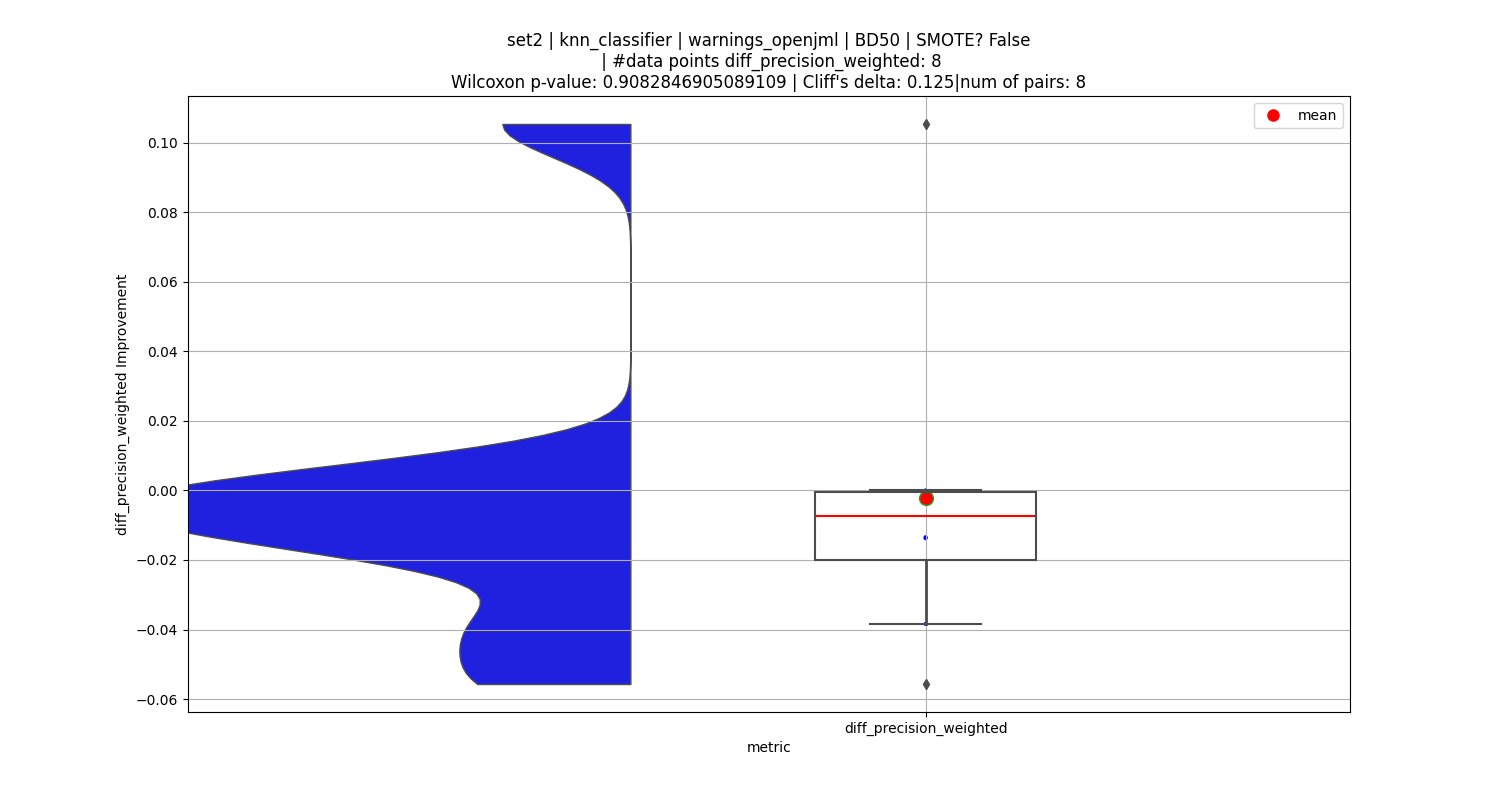 set2 | knn_classifier | warnings_openjml | BD50 | SMOTE? False
| #data points diff_precision_weighted: 8
Wilcoxon p-value: 0.9082846905089109 | Cliff's delta: 0.125|num of pairs: 8
mean
0.10
0.08
0.06
0.04
0.02
0.00
−0.02
−0.04
−0.06
diff_precision_weighted Improvement
diff_precision_weighted
metric